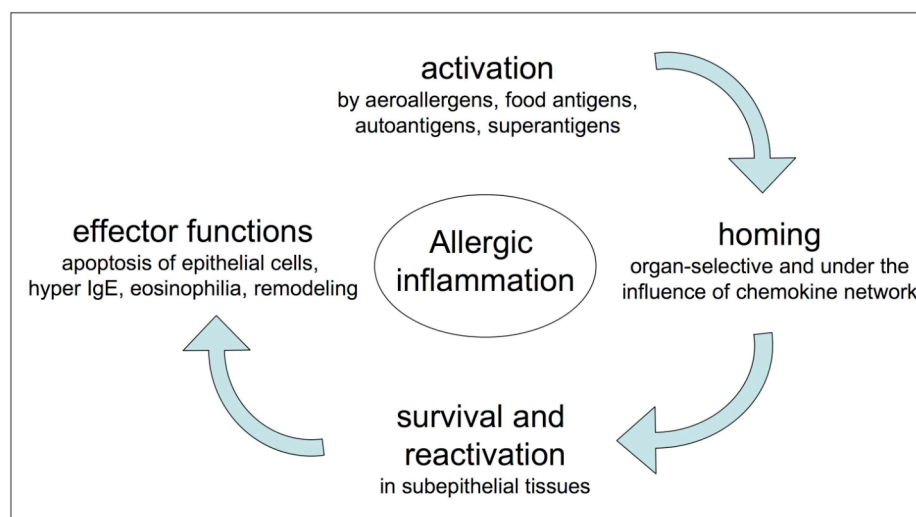 activation
by aeroallergens, food antigens,
autoantigens, superantigens
effector functions
apoptosis of epithelial cells,
hyper IgE, eosinophilia, remodeling
Allergic
inflammation
homing
organ-selective and under the
influence of chemokine network
survival and
reactivation
in subepithelial tissues